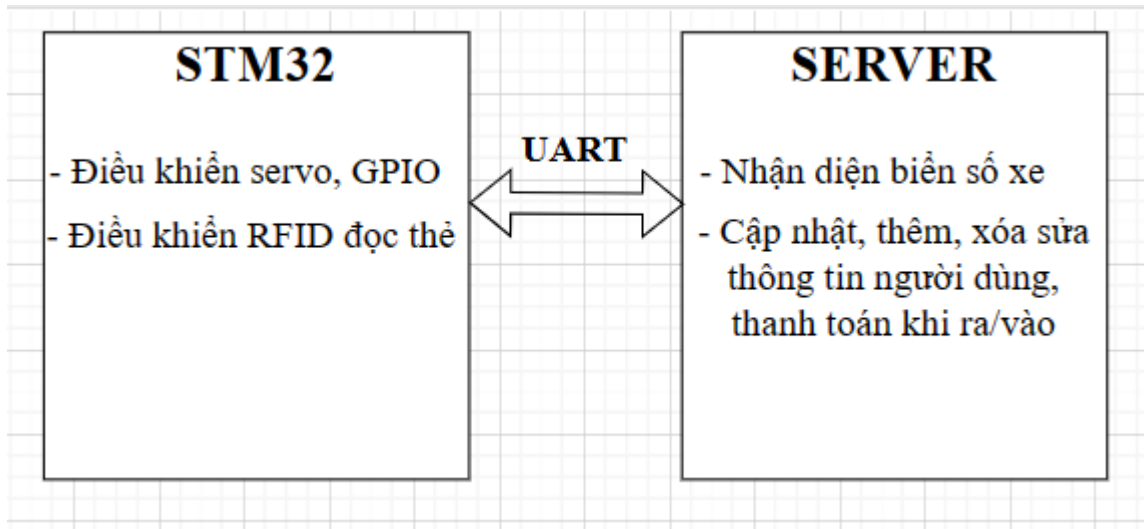 STM32
- Điều khiển servo, GPIO
- Điều khiển RFID đọc thẻ
UART
SERVER
- Nhận diện biển số xe
- Cập nhật, thêm, xóa sửa
thông tin người dùng,
thanh toán khi ra/vào